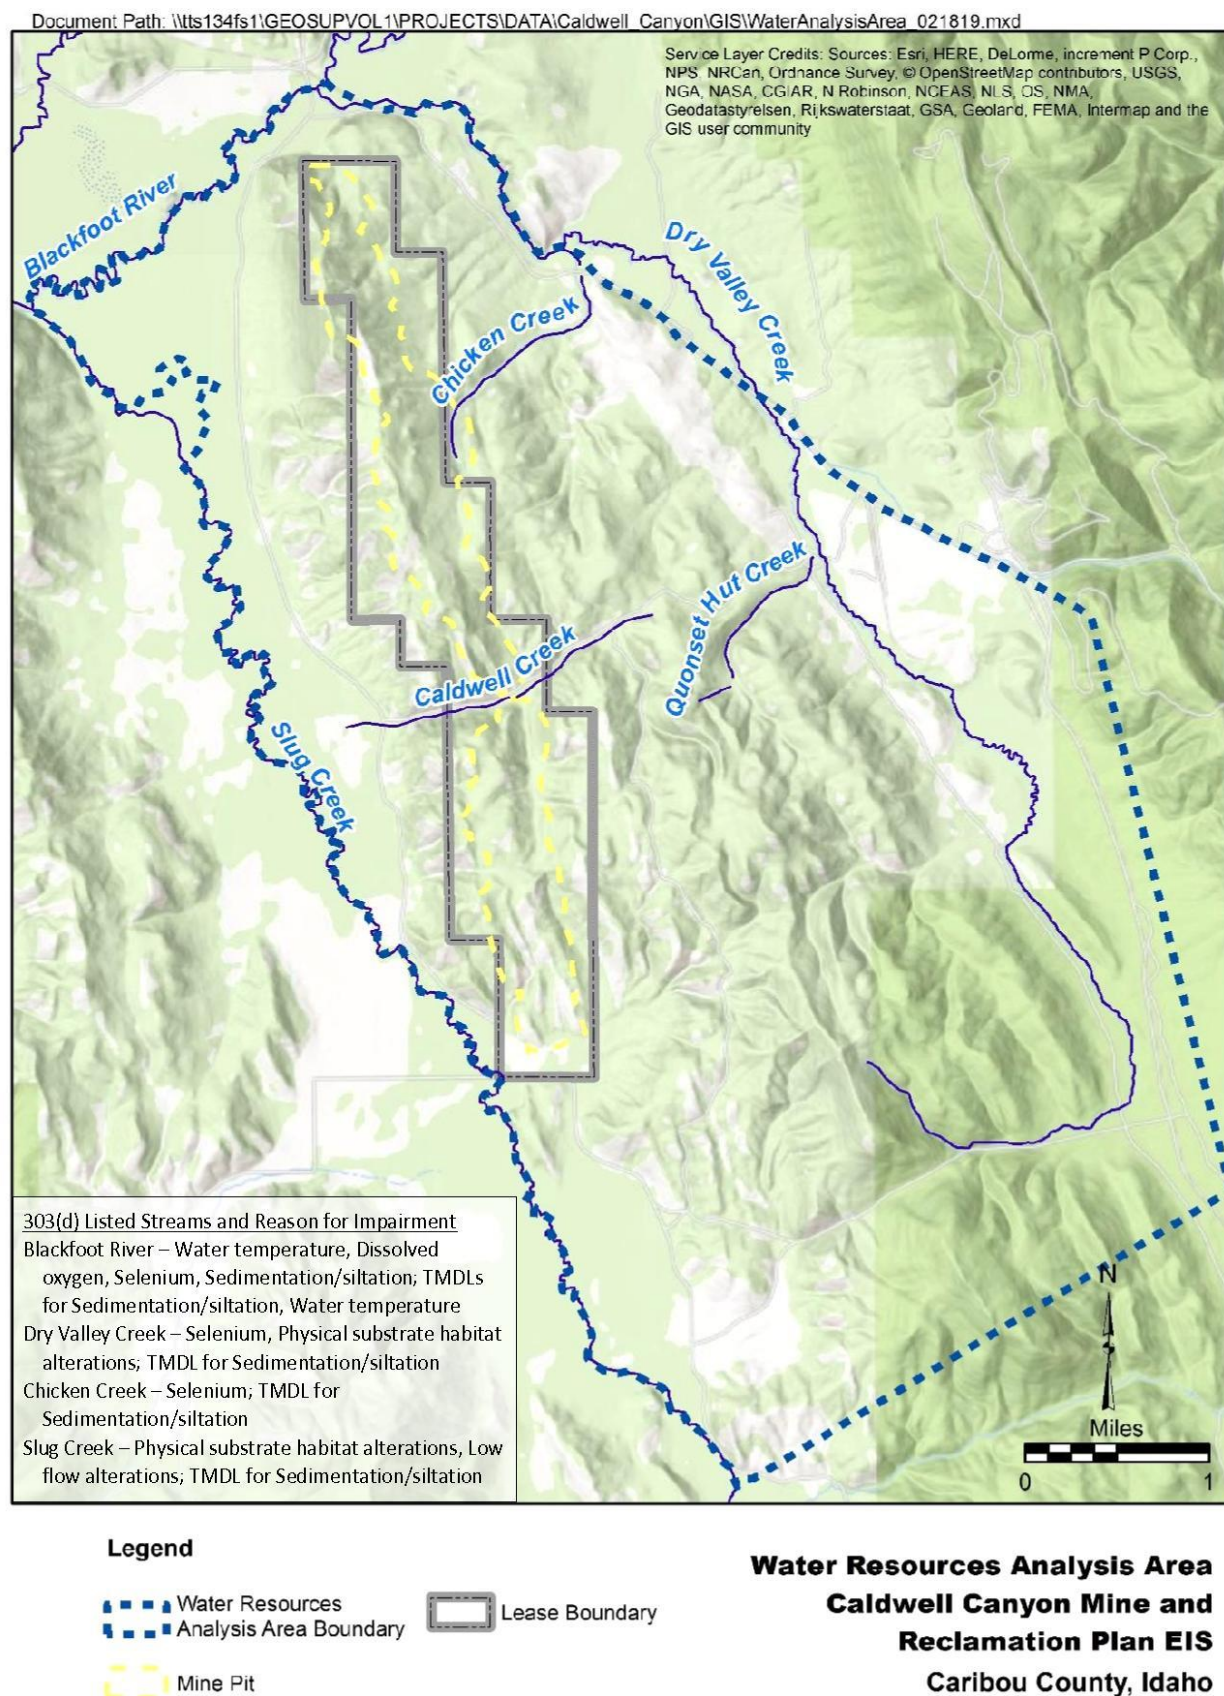 Document Path: \\tts134fs1\GEOSUPVOL1\PROJECTS\DATA\Caldwell_Canyon\GIS\WaterAnalysisArea_021819.mxd
Service Layer Credits: Sources: Esri, HERE, DeLorme, increment P Corp.,
NPS, NRCan, Ordnance Survey, © OpenStreetMap contributors, USGS,
NGA, NASA, CGIAR, N Robinson, NCEAS, NLS, OS, NMA,
Geodatastyrelsen, Rijkswaterstaat, GSA, Geoland, FEMA, Intermap and the
GIS user community
Blackfoot River
Dry Valley Creek
Chicken Creek
Quonset Hut Creek
Caldwell Creek
Slug Creek
303(d) Listed Streams and Reason for Impairment
Blackfoot River – Water temperature, Dissolved
oxygen, Selenium, Sedimentation/siltation; TMDLs
for Sedimentation/siltation, Water temperature
Dry Valley Creek – Selenium, Physical substrate habitat
alterations; TMDL for Sedimentation/siltation
Chicken Creek – Selenium; TMDL for
Sedimentation/siltation
Slug Creek – Physical substrate habitat alterations, Low
flow alterations; TMDL for Sedimentation/siltation
N
Miles
0 1
Legend
Water Resources
Analysis Area Boundary
Lease Boundary
Mine Pit
Water Resources Analysis Area
Caldwell Canyon Mine and
Reclamation Plan EIS
Caribou County, Idaho